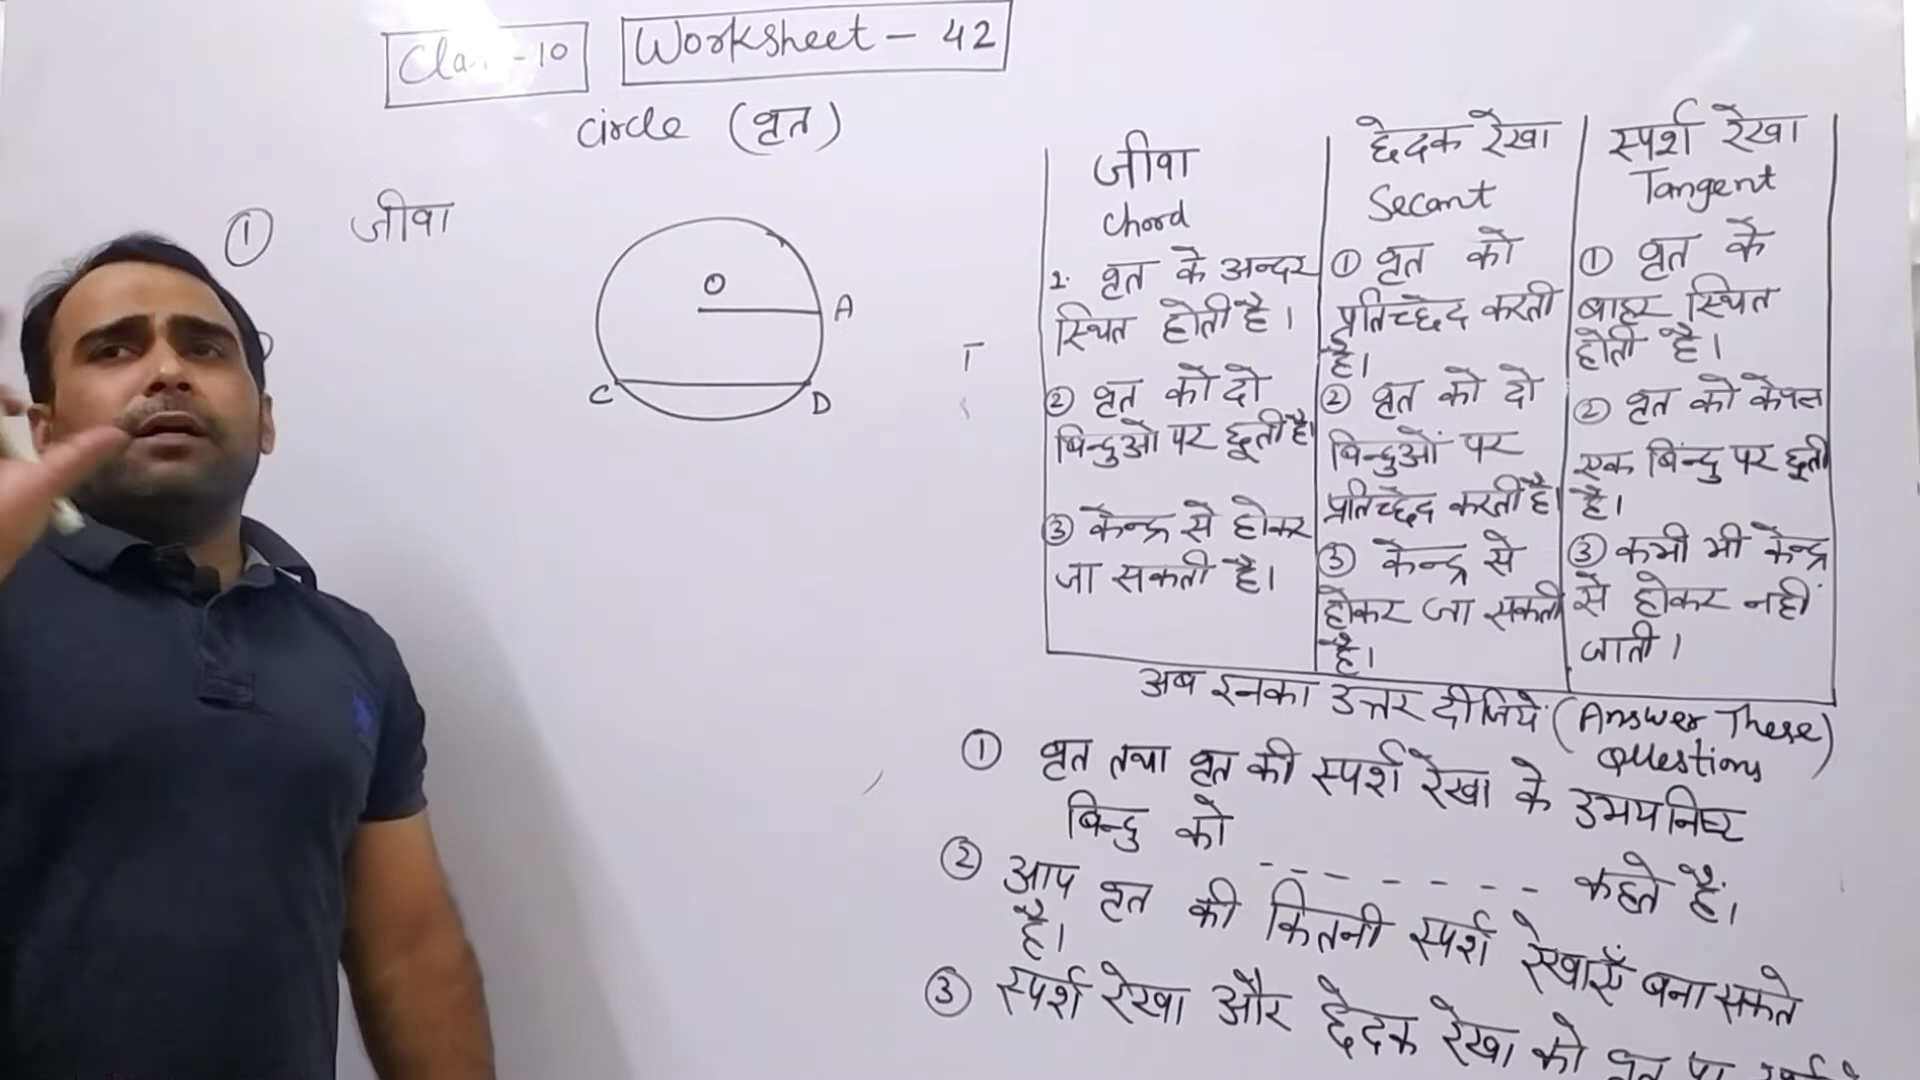 Cla - 10
Worksheet - 42
circle (वृत)
① जीवा
O
A
C
D
T
जीवा
chord
1. वृत के अन्दर
स्थित होती है।
② वृत को दो
बिन्दुओं पर छूती है।
③ केन्द्र से होकर
जा सकती है।
छेदक रेखा
Secant
① वृत को
प्रतिच्छेद करती
है।
② वृत को दो
बिन्दुओं पर
प्रतिच्छेद करती है।
③ केन्द्र से
होकर जा सकती
है।
स्पर्श रेखा
Tangent
① वृत के
बाहर स्थित
होती है।
② वृत को केवल
एक बिन्दु पर छूती
है।
③ कभी भी केन्द्र
से होकर नहीं
जाती।
अब इनका उत्तर दीजिये (Answer These)
Questions
① वृत तथा वृत की स्पर्श रेखा के उभयनिष्ट
बिन्दु को - - - - - - - कहते हैं।
② आप वृत की कितनी स्पर्श रेखाएँ बना सकते
है।
③ स्पर्श रेखा और छेदक रेखा को वृत